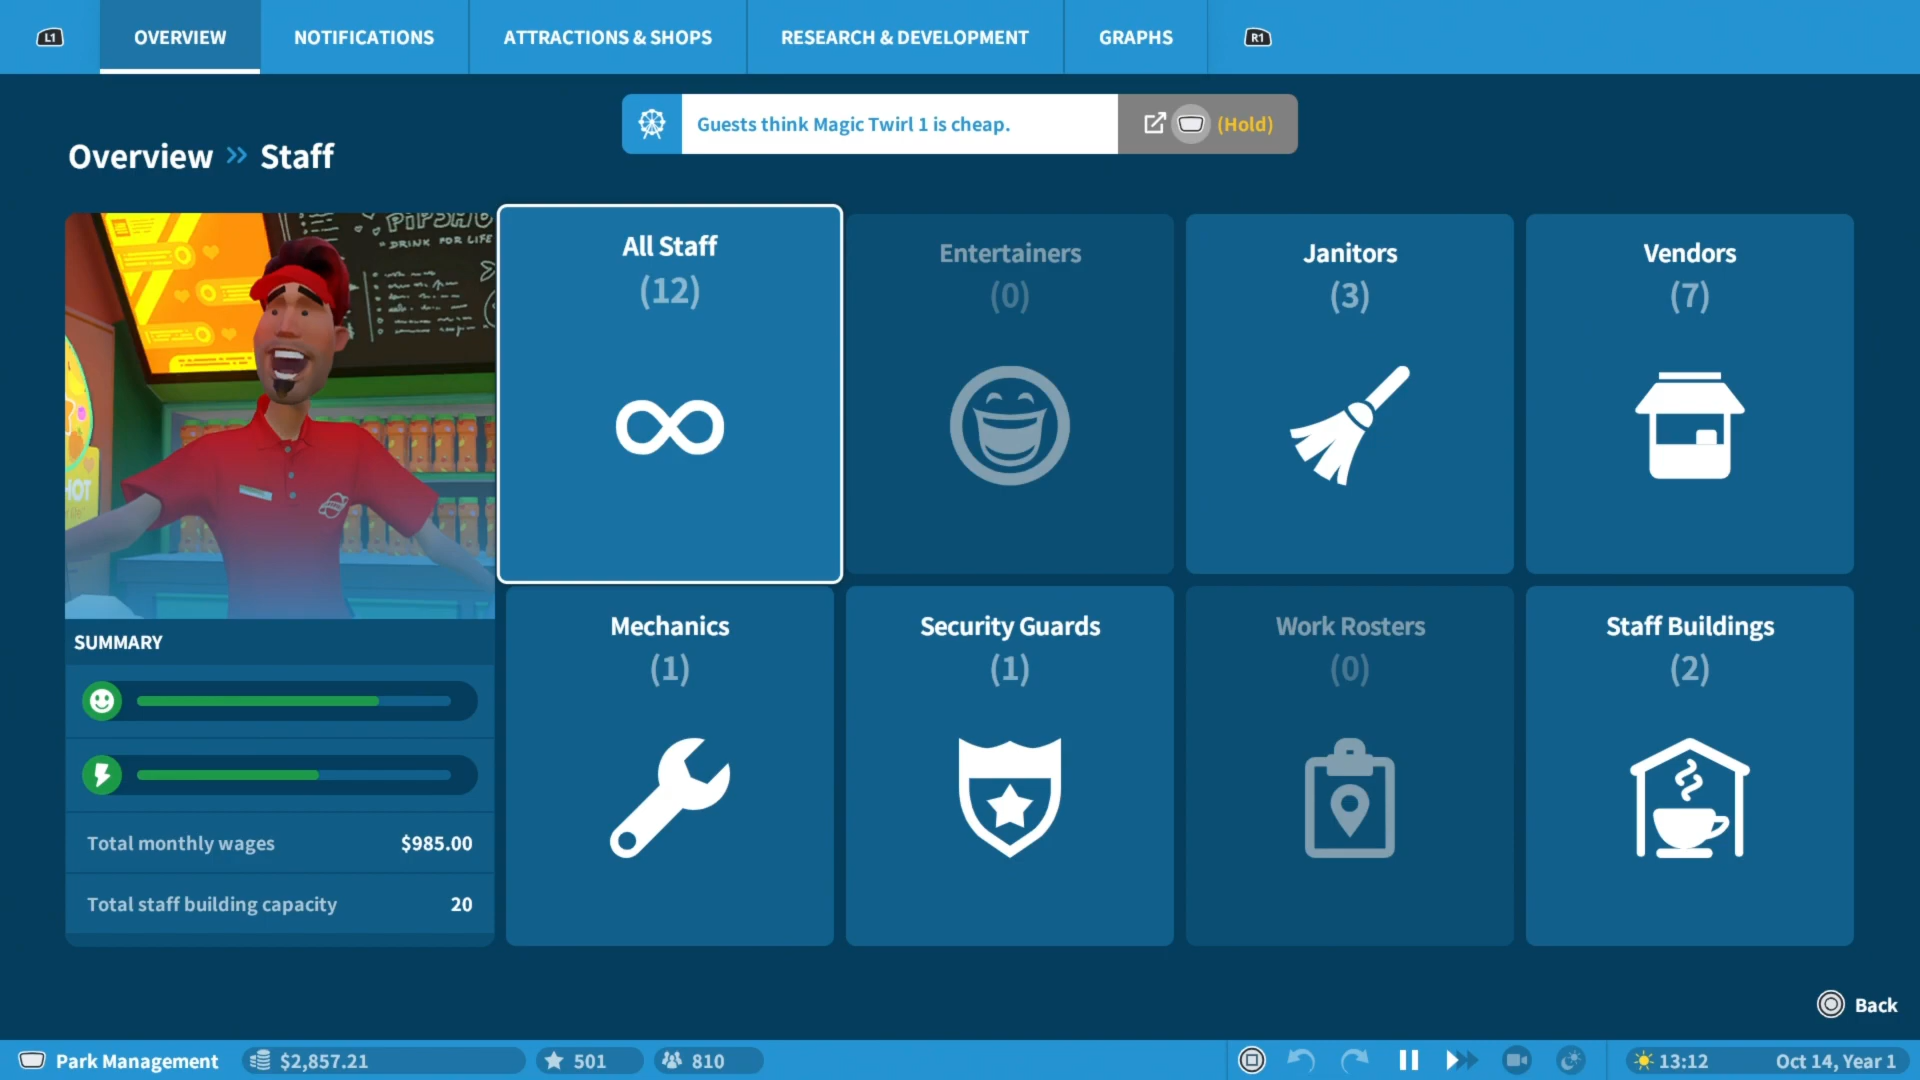 L1
OVERVIEW
NOTIFICATIONS
ATTRACTIONS & SHOPS
RESEARCH & DEVELOPMENT
GRAPHS
R1
Guests think Magic Twirl 1 is cheap.
(Hold)
Overview » Staff
PIPSHO
DRINK FOR LIFE
HOT
All Staff
(12)
Entertainers
(0)
Janitors
(3)
Vendors
(7)
SUMMARY
Total monthly wages $985.00
Total staff building capacity 20
Mechanics
(1)
Security Guards
(1)
Work Rosters
(0)
Staff Buildings
(2)
Back
Park Management
$2,857.21
501
810
13:12
Oct 14, Year 1